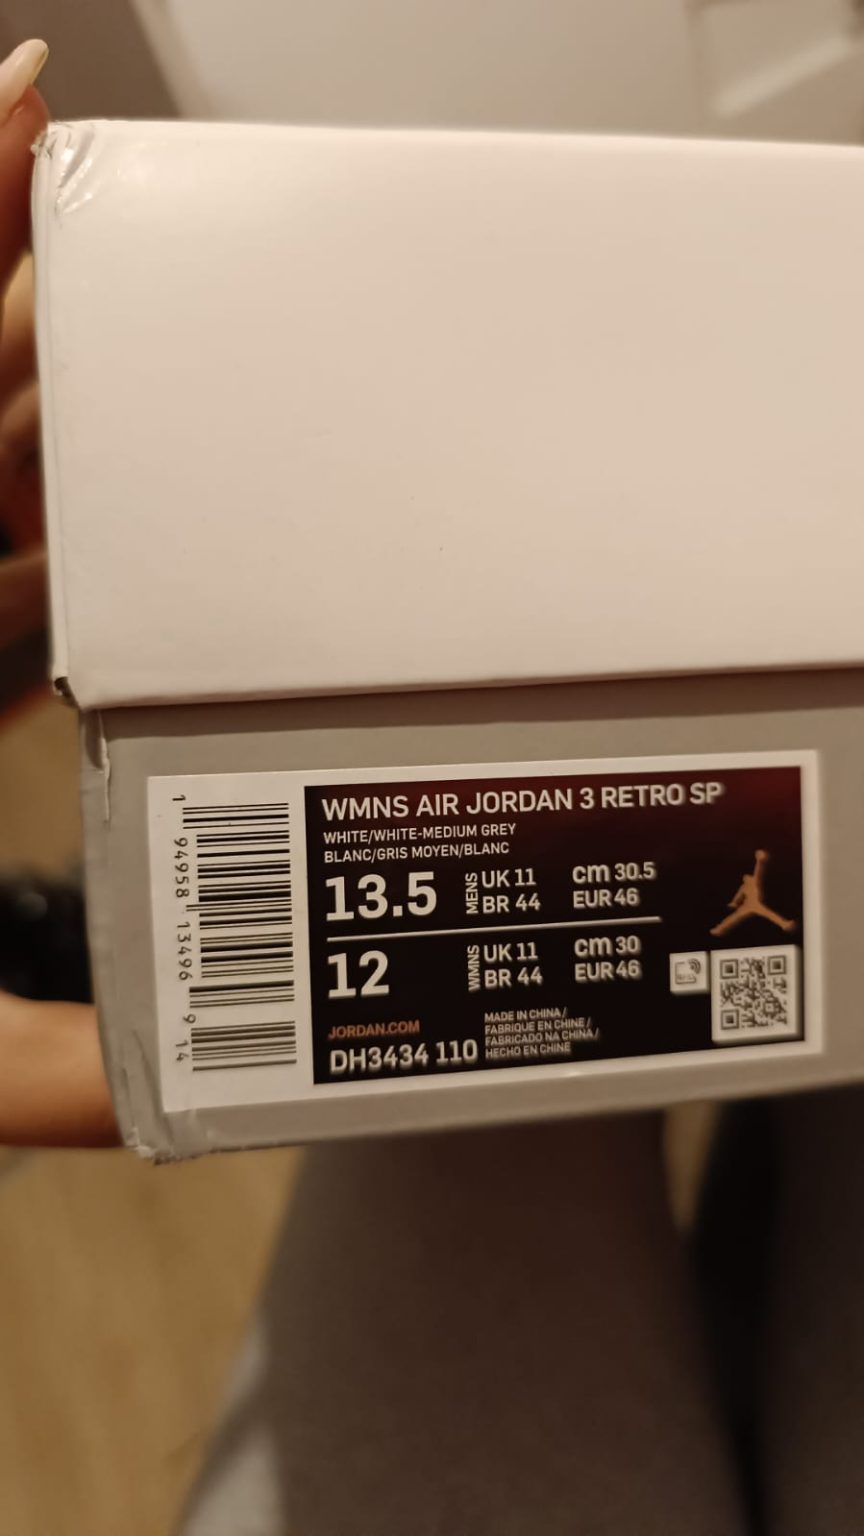 WMNS AIR JORDAN 3 RETRO SP
WHITE/WHITE-MEDIUM GREY
BLANC/GRIS MOYEN/BLANC
13.5 MENS UK 11 cm 30.5
BR 44 EUR 46
12 WMNS UK 11 cm 30
BR 44 EUR 46
JORDAN.COM
DH3434 110
MADE IN CHINA /
FABRIQUE EN CHINE /
FABRICADO NA CHINA /
HECHO EN CHINE
1 94958 13496 9 14